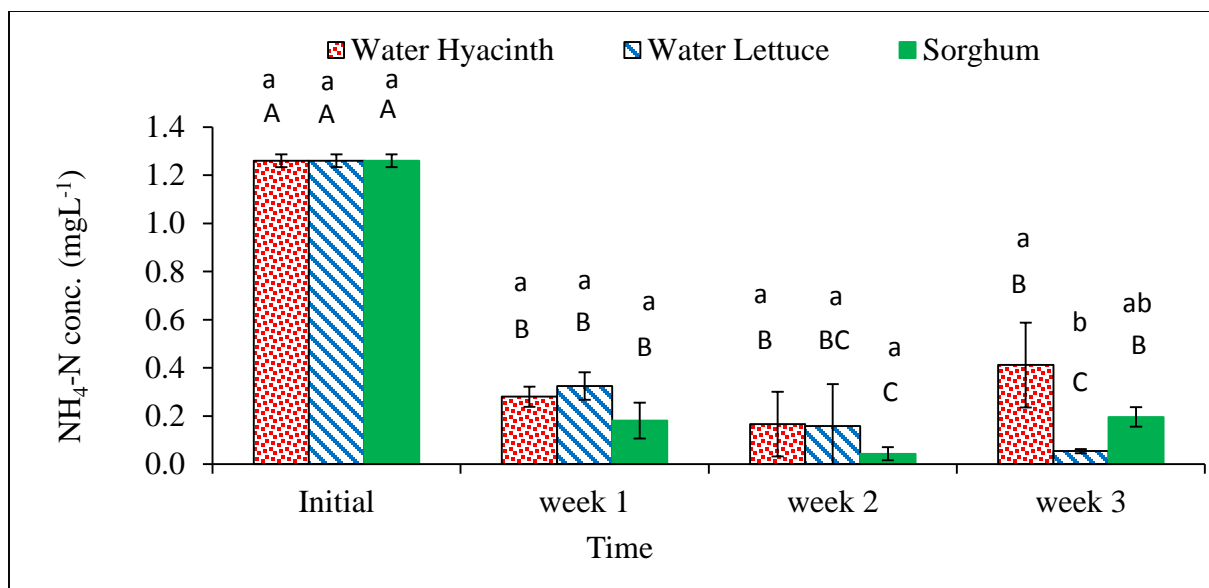 Water Hyacinth Water Lettuce Sorghum
a a a
A A A
1.4
1.2
1.0
0.8
0.6
0.4
0.2
0.0
NH₄-N conc. (mgL⁻¹)
a a a
B B B
a a a
B BC C
a b ab
B C B
Initial week 1 week 2 week 3
Time